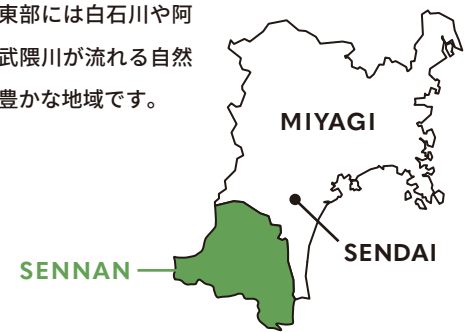 東部には白石川や阿
武隈川が流れる自然
豊かな地域です。
MIYAGI
SENDAI
SENNAN